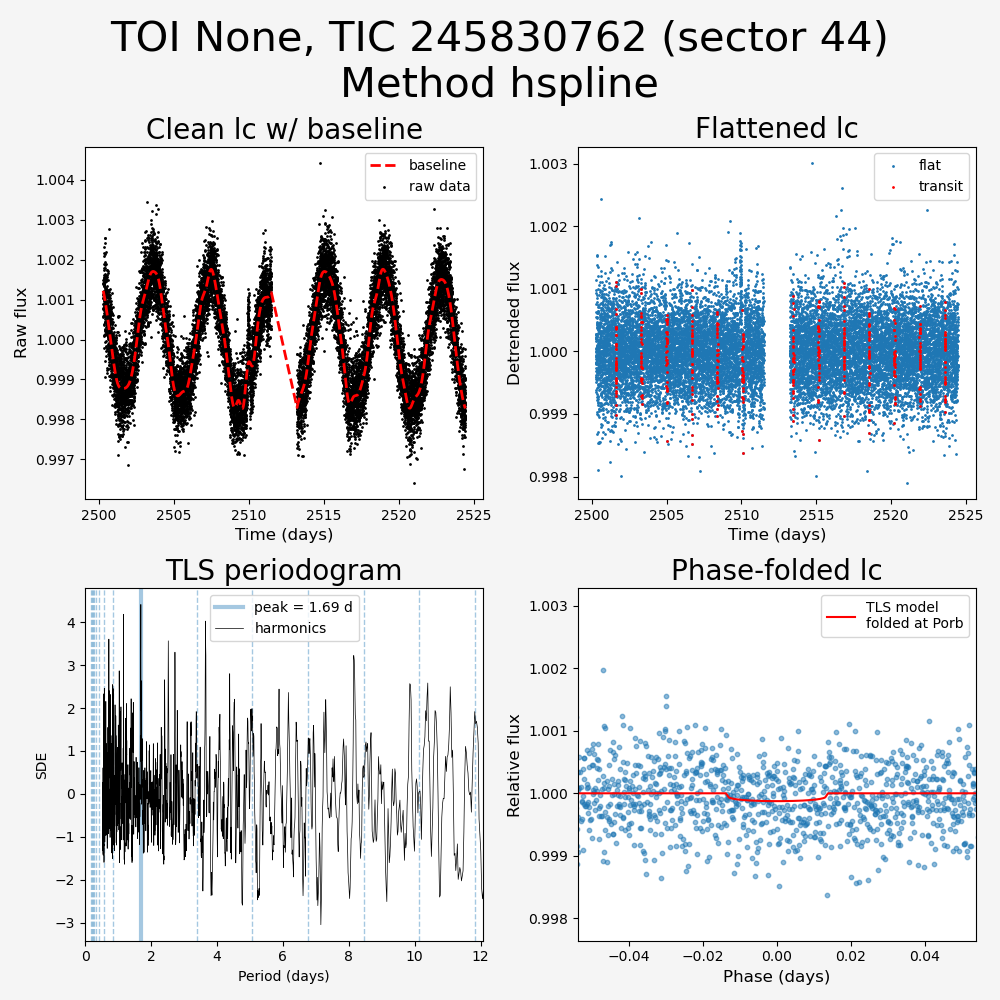 TOI None, TIC 245830762 (sector 44)
Method hspline
Clean lc w/ baseline
baseline
raw data
1.004
1.003
1.002
1.001
1.000
0.999
0.998
0.997
Raw flux
2500
2505
2510
2515
2520
2525
Time (days)
Flattened lc
flat
transit
1.003
1.002
1.001
1.000
0.999
0.998
Detrended flux
2500
2505
2510
2515
2520
2525
Time (days)
TLS periodogram
peak = 1.69 d
harmonics
4
3
2
1
0
−1
−2
−3
SDE
0
2
4
6
8
10
12
Period (days)
Phase-folded lc
TLS model
folded at Porb
1.003
1.002
1.001
1.000
0.999
0.998
Relative flux
−0.04
−0.02
0.00
0.02
0.04
Phase (days)